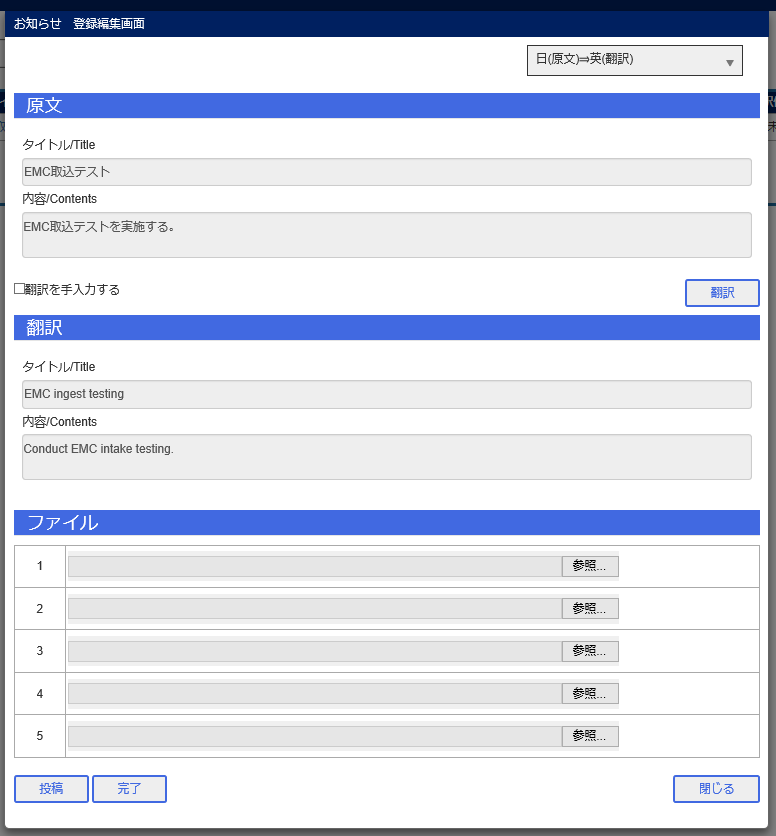 お知らせ　登録編集画面
日(原文)⇒英(翻訳)
原文
タイトル/Title
EMC取込テスト
内容/Contents
EMC取込テストを実施する。
翻訳を手入力する
翻訳
翻訳
タイトル/Title
EMC ingest testing
内容/Contents
Conduct EMC intake testing.
ファイル
1 参照...
2 参照...
3 参照...
4 参照...
5 参照...
投稿 完了 閉じる